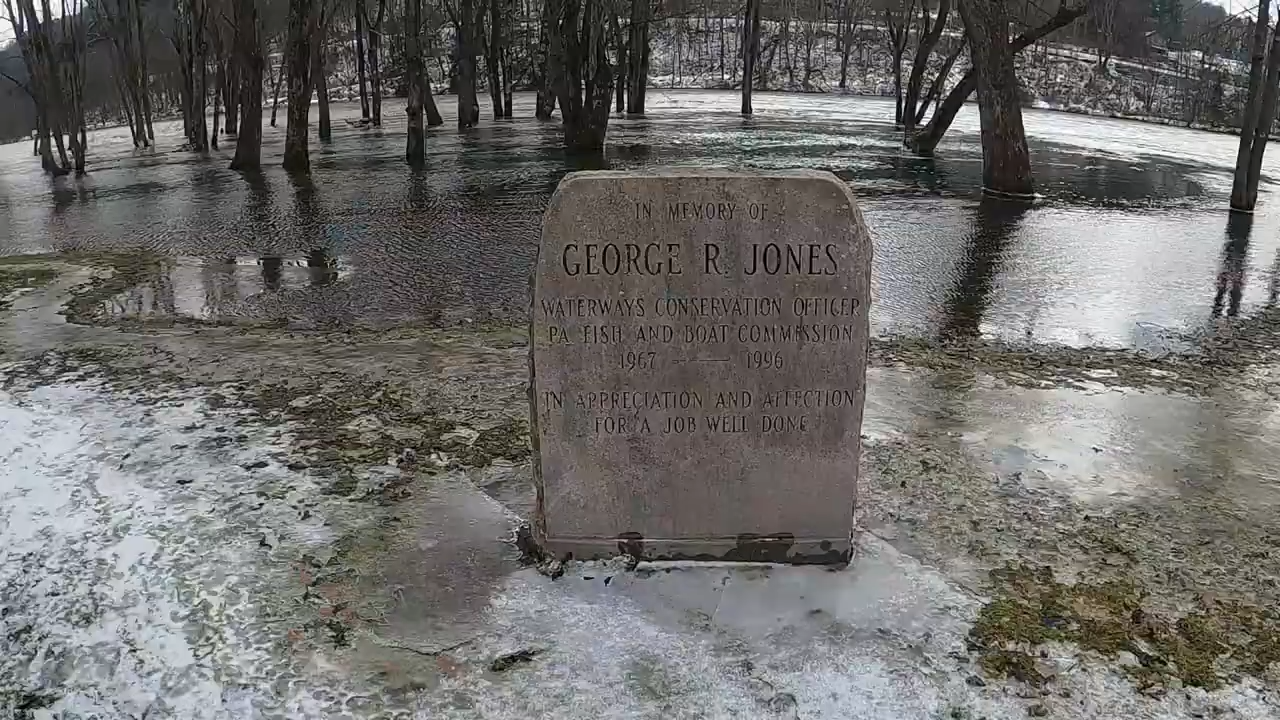 IN MEMORY OF
GEORGE R. JONES
WATERWAYS CONSERVATION OFFICER
PA FISH AND BOAT COMMISSION
1967 — 1996
IN APPRECIATION AND AFFECTION
FOR A JOB WELL DONE